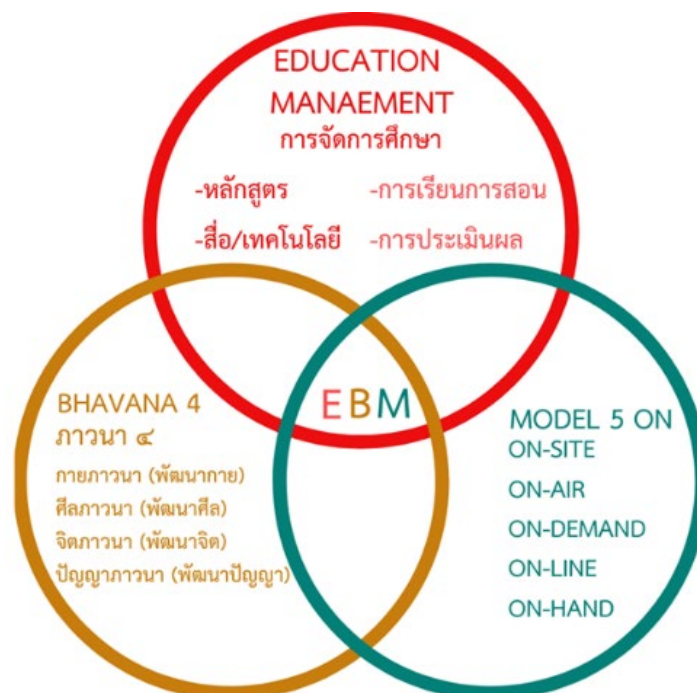 EDUCATION
MANAEMENT
การจัดการศึกษา
-หลักสูตร -การเรียนการสอน
-สื่อ/เทคโนโลยี -การประเมินผล
EBM
BHAVANA 4
ภาวนา ๔
กายภาวนา (พัฒนากาย)
ศีลภาวนา (พัฒนาศีล)
จิตภาวนา (พัฒนาจิต)
ปัญญาภาวนา (พัฒนาปัญญา)
MODEL 5 ON
ON-SITE
ON-AIR
ON-DEMAND
ON-LINE
ON-HAND